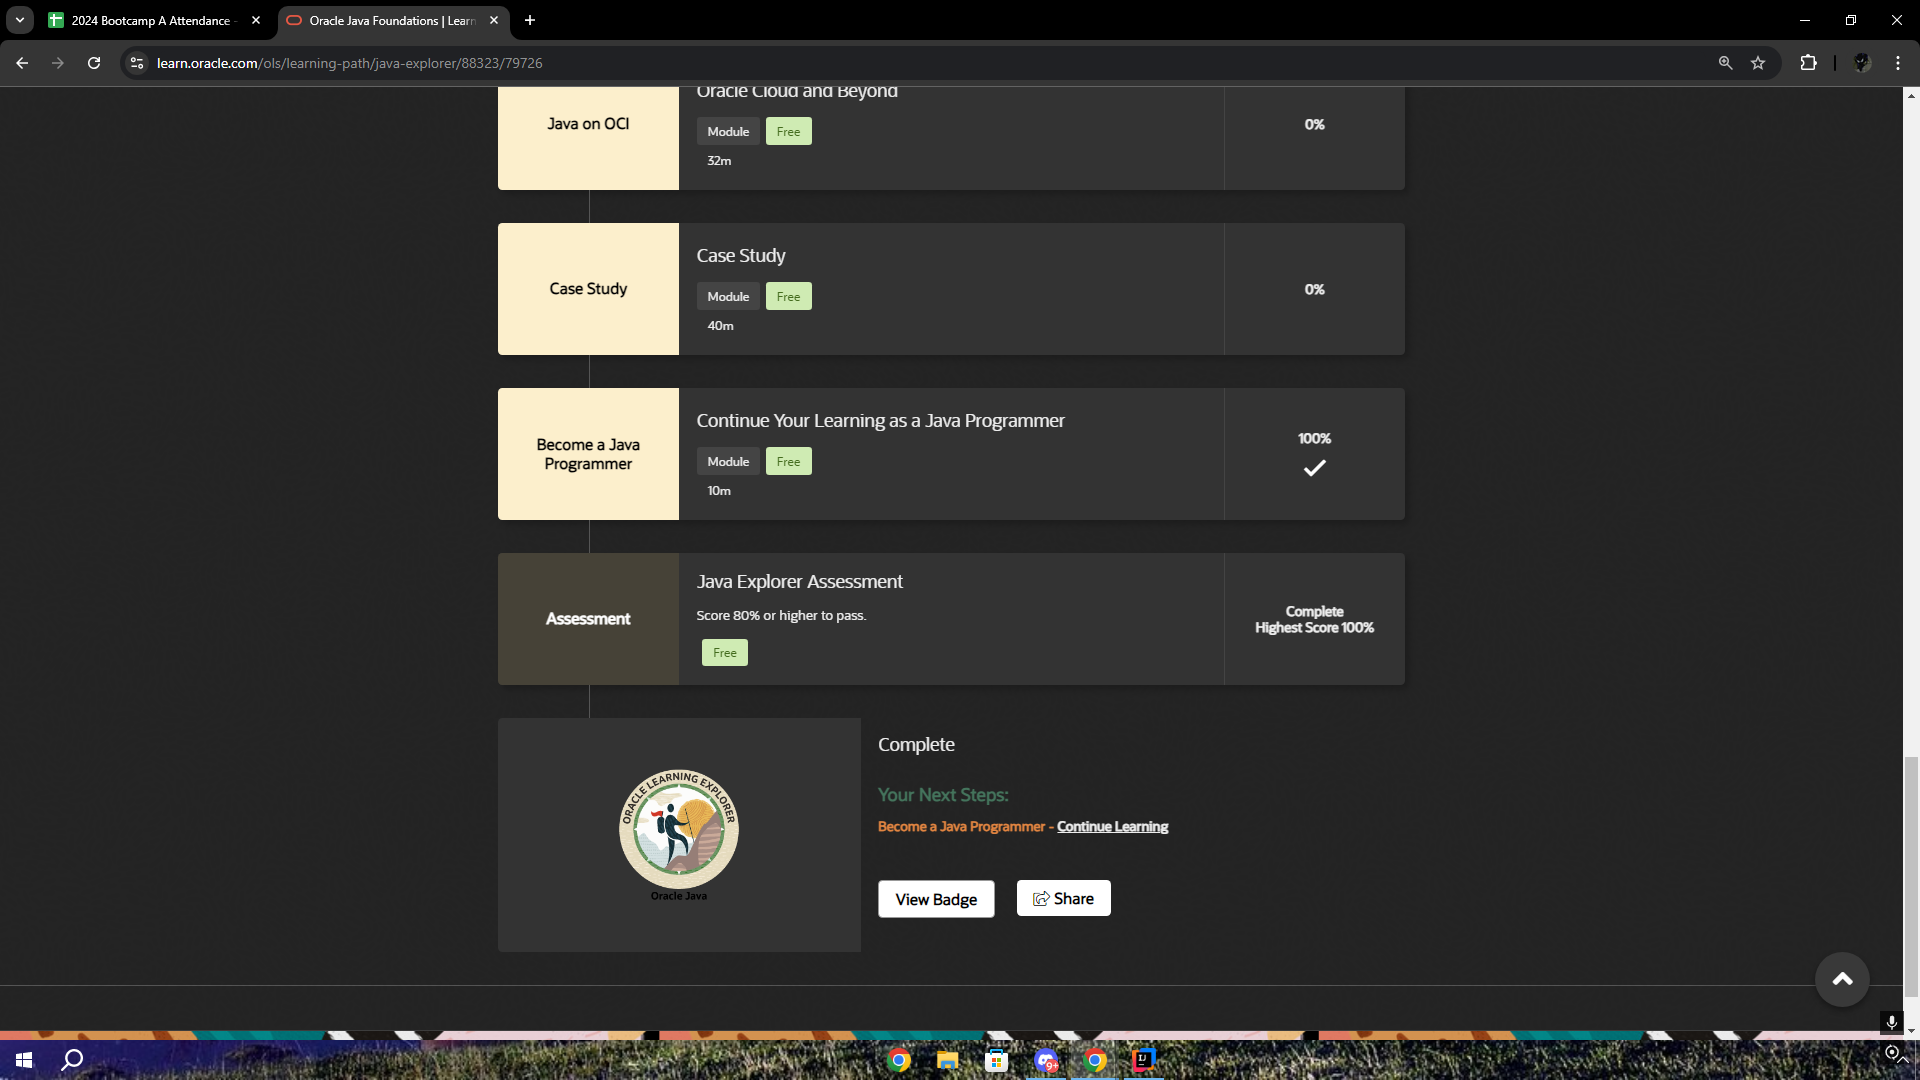 2024 Bootcamp A Attendance -
Oracle Java Foundations | Learn
learn.oracle.com/ols/learning-path/java-explorer/88323/79726
Java on OCI
Oracle Cloud and Beyond
Module
Free
32m
0%
Case Study
Case Study
Module
Free
40m
0%
Become a Java
Programmer
Continue Your Learning as a Java Programmer
Module
Free
10m
100%
Assessment
Java Explorer Assessment
Score 80% or higher to pass.
Free
Complete
Highest Score 100%
ORACLE LEARNING EXPLORER
Oracle Java
Complete
Your Next Steps:
Become a Java Programmer - Continue Learning
View Badge
Share
9+
IJ